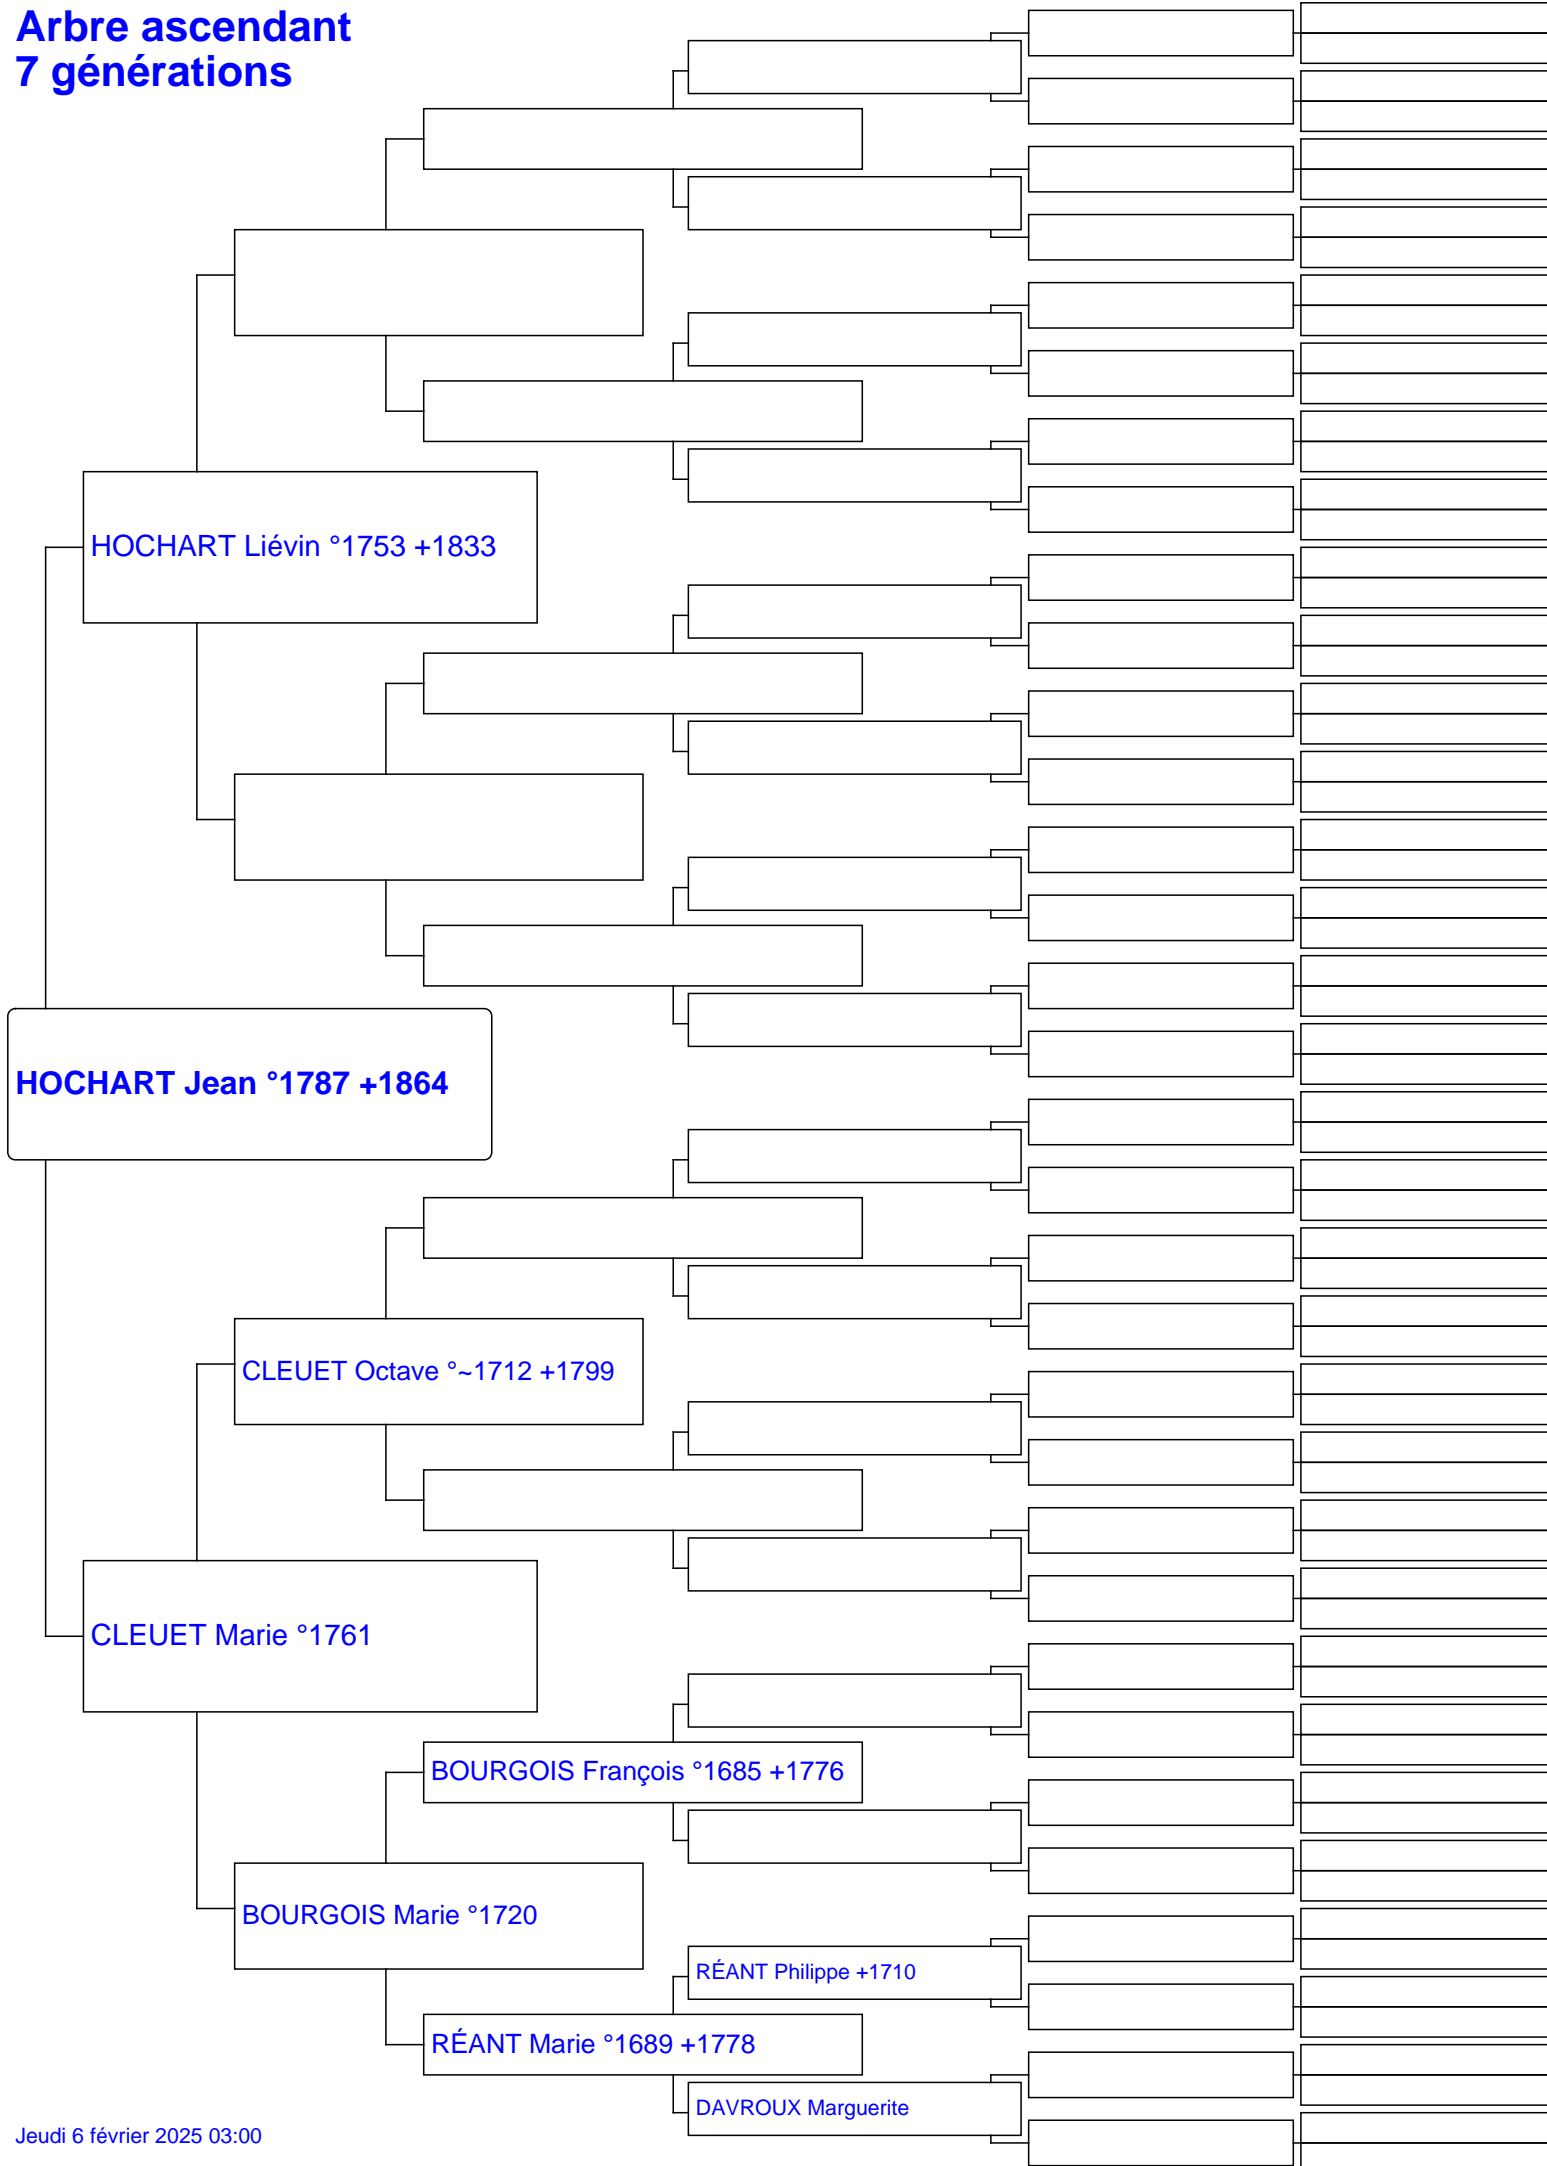 Arbre ascendant
7 générations
HOCHART Liévin °1753 +1833
HOCHART Jean °1787 +1864
CLEUET Octave °~1712 +1799
CLEUET Marie °1761
BOURGOIS François °1685 +1776
BOURGOIS Marie °1720
RÉANT Philippe +1710
RÉANT Marie °1689 +1778
DAVROUX Marguerite
Jeudi 6 février 2025 03:00